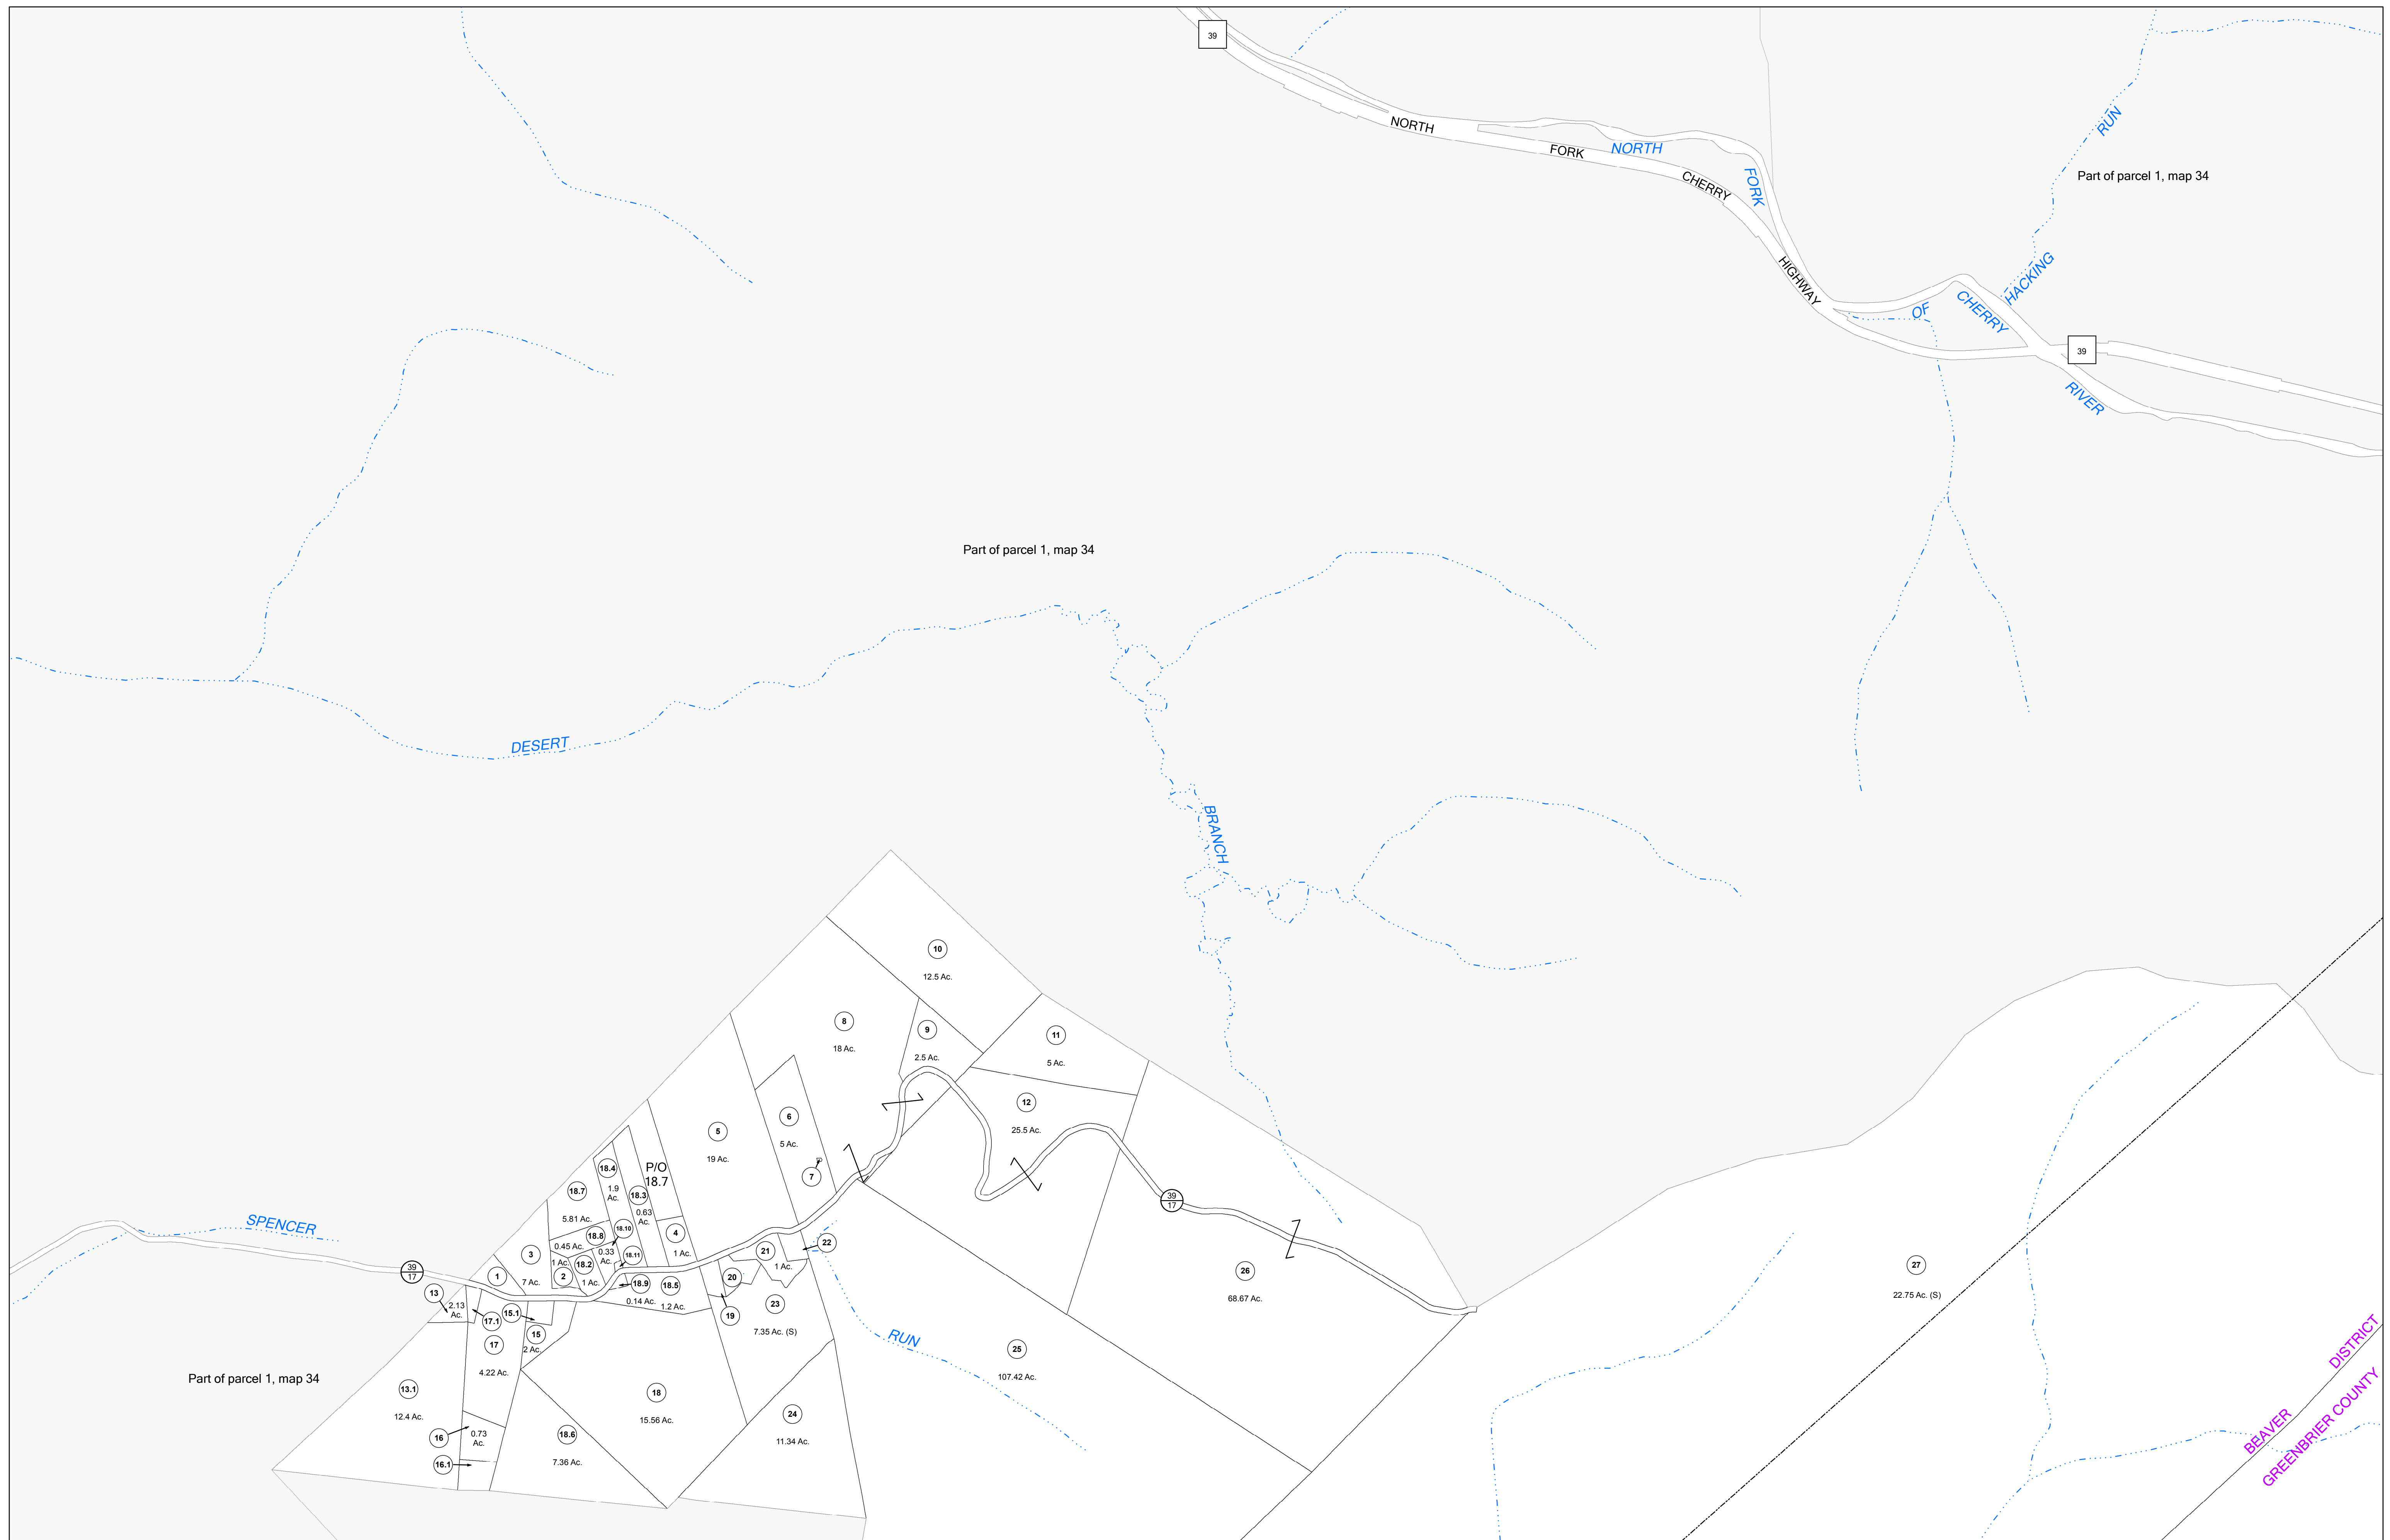 39
NORTH
FORK
CHERRY
HIGHWAY
NORTH
FORK
OF
CHERRY
RIVER
HACKING
RUN
Part of parcel 1, map 34
39
Part of parcel 1, map 34
DESERT
BRANCH
10
12.5 Ac.
8
18 Ac.
9
2.5 Ac.
11
5 Ac.
12
25.5 Ac.
6
5 Ac.
5
19 Ac.
7
P/O
18.7
18.4
1.9
Ac.
18.3
0.63
Ac.
18.7
5.81 Ac.
18.10
18.8
0.45 Ac.
4
1 Ac.
0.33
Ac.
18.11
3
7 Ac.
1 Ac.
2
18.2
1 Ac.
18.9
0.14 Ac.
18.5
1.2 Ac.
21
1 Ac.
22
20
19
23
7.35 Ac. (S)
SPENCER
RUN
39
17
39
17
1
13
2.13
Ac.
17.1
15.1
15
2 Ac.
17
4.22 Ac.
26
68.67 Ac.
27
22.75 Ac. (S)
25
107.42 Ac.
Part of parcel 1, map 34
13.1
12.4 Ac.
18
15.56 Ac.
24
11.34 Ac.
16
0.73
Ac.
18.6
7.36 Ac.
16.1
BEAVER
DISTRICT
GREENBRIER COUNTY